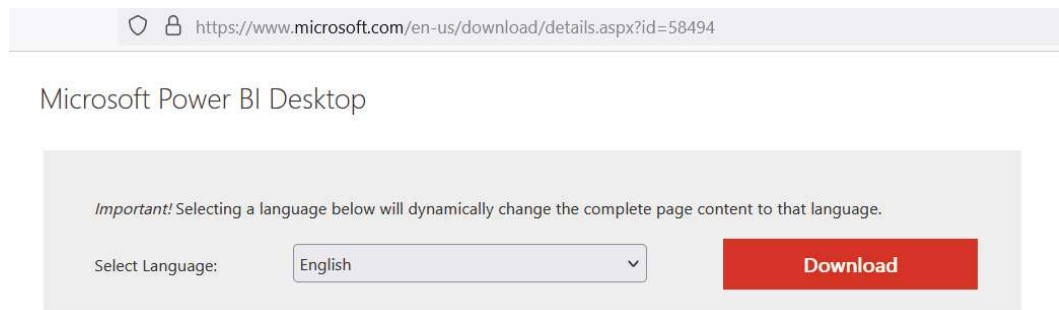 https://www.microsoft.com/en-us/download/details.aspx?id=58494
Microsoft Power BI Desktop
Important! Selecting a language below will dynamically change the complete page content to that language.
Select Language: English Download